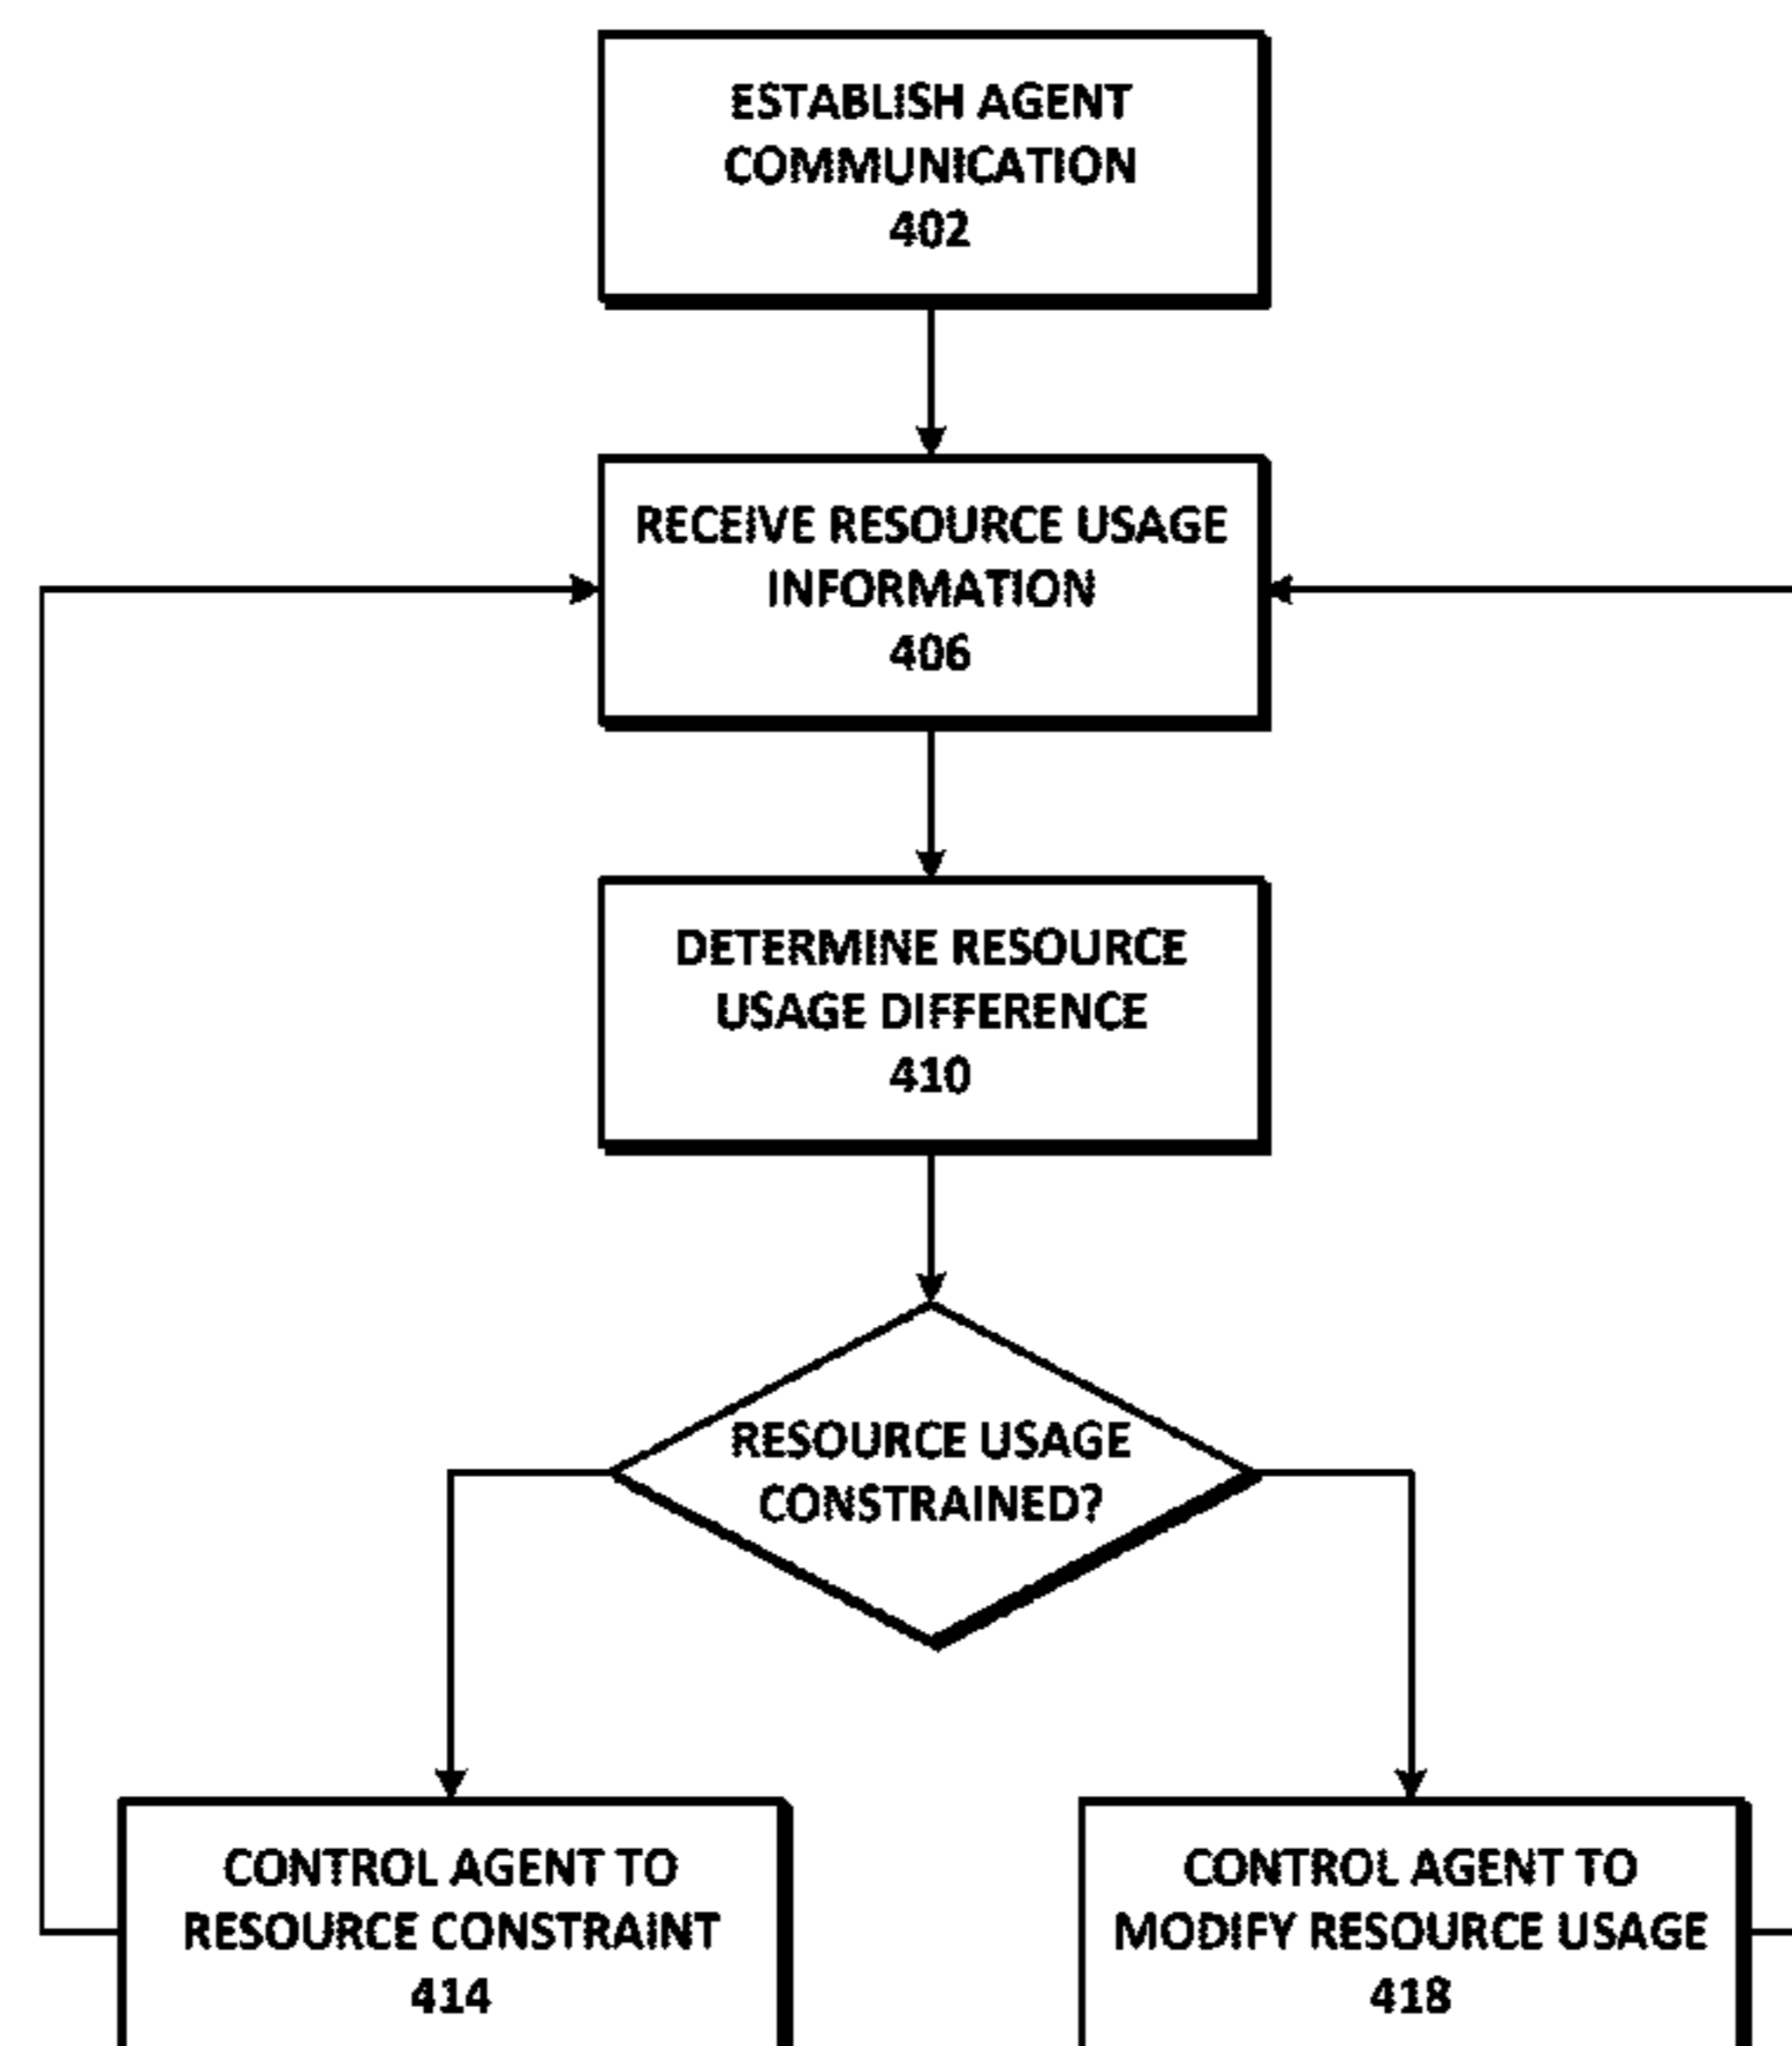 ESTABLISH AGENT
COMMUNICATION
402
RECEIVE RESOURCE USAGE
INFORMATION
406
DETERMINE RESOURCE
USAGE DIFFERENCE
410
RESOURCE USAGE
CONSTRAINED?
CONTROL AGENT TO
RESOURCE CONSTRAINT
414
CONTROL AGENT TO
MODIFY RESOURCE USAGE
418